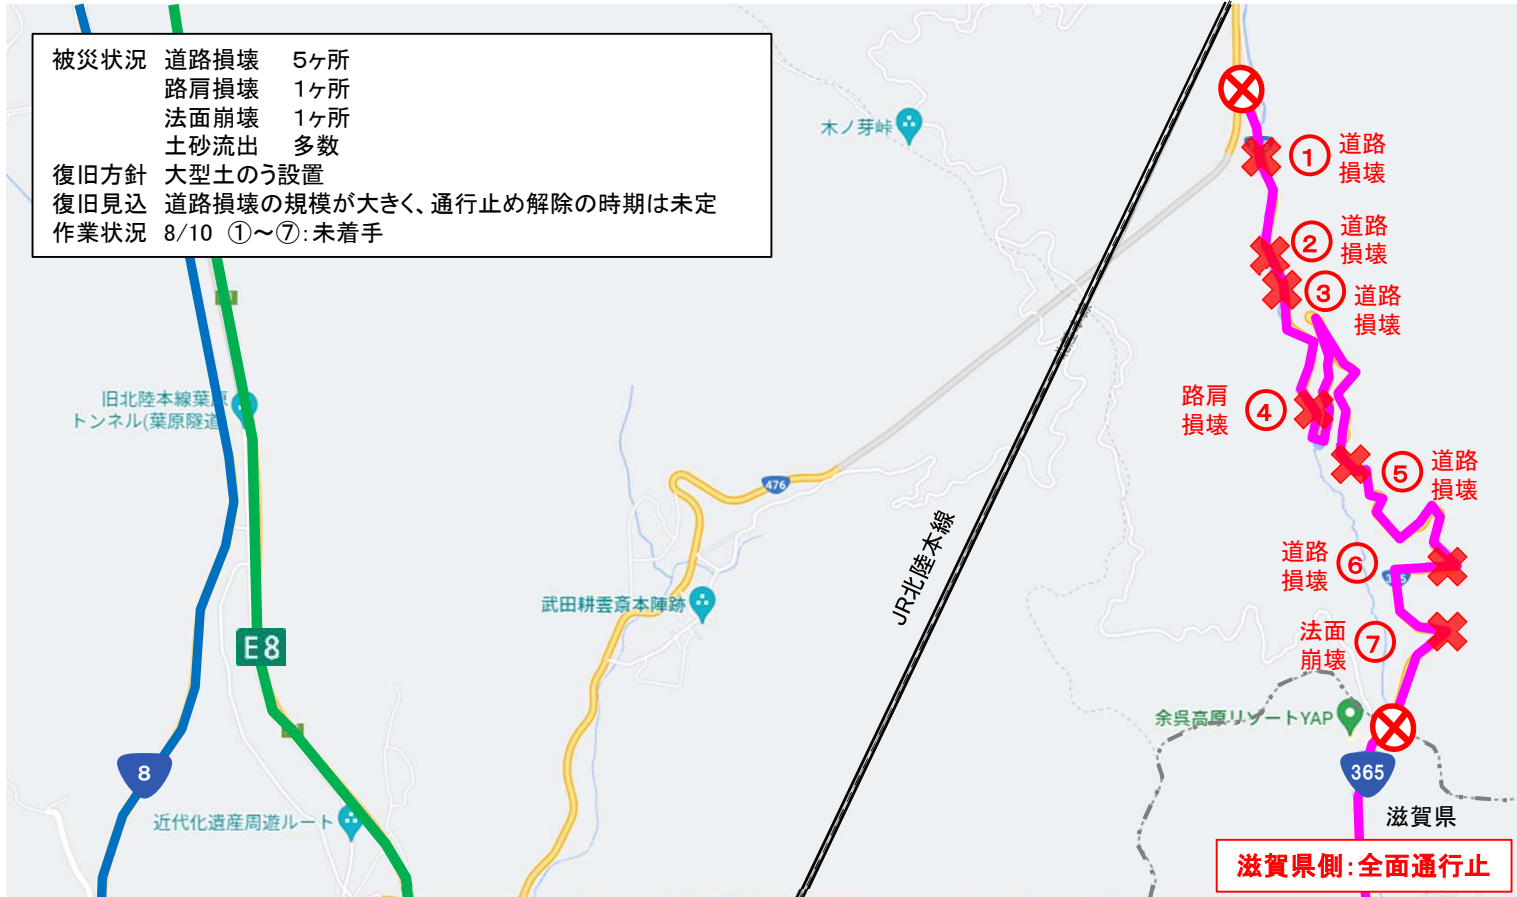 被災状況 道路損壊 5ヶ所
路肩損壊 1ヶ所
法面崩壊 1ヶ所
土砂流出 多数
復旧方針 大型土のう設置
復旧見込 道路損壊の規模が大きく、通行止め解除の時期は未定
作業状況 8/10 ①～⑦:未着手
木ノ芽峠
① 道路
損壊
② 道路
損壊
③ 道路
損壊
旧北陸本線葉原
トンネル(葉原隧道
路肩
損壊 ④
⑤ 道路
損壊
476
JR北陸本線
道路
損壊 ⑥
武田耕雲斎本陣跡
E8
法面
崩壊 ⑦
余呉高原リゾートYAP
8
365
近代化遺産周遊ルート
滋賀県
滋賀県側:全面通行止